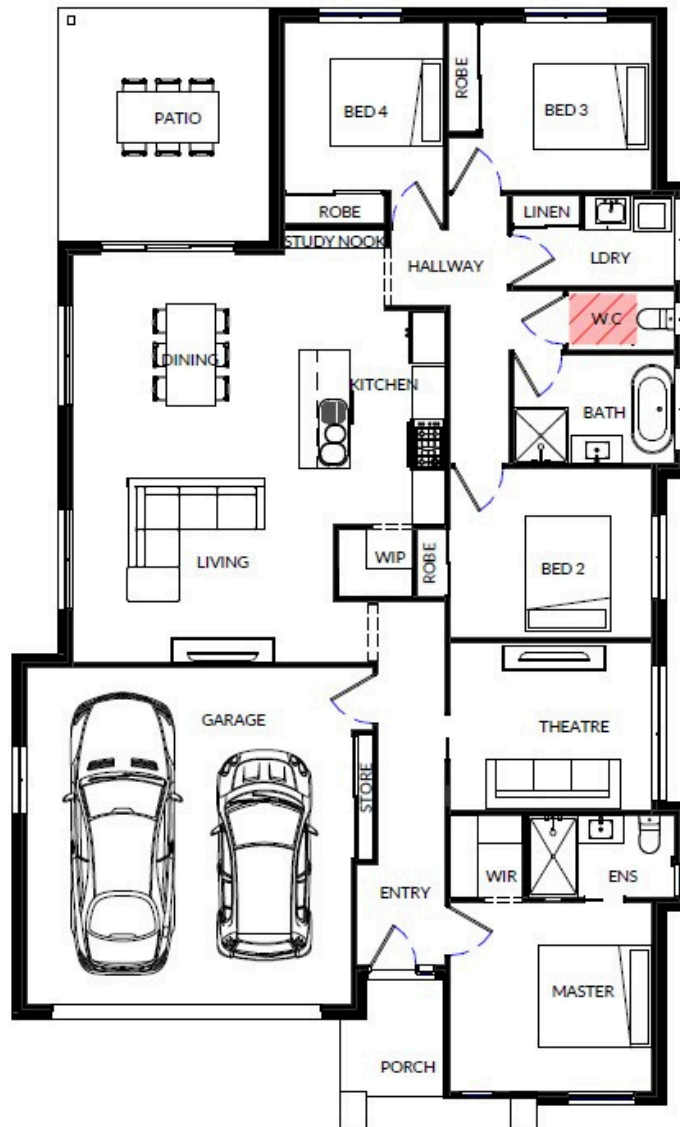 PATIO
BED 4
ROBE
BED 3
ROBE
STUDY NOOK
LINEN
HALLWAY
LDRY
W.C
DINING
KITCHEN
BATH
LIVING
WIP
ROBE
BED 2
GARAGE
THEATRE
STORE
ENTRY
WIR
ENS
MASTER
PORCH